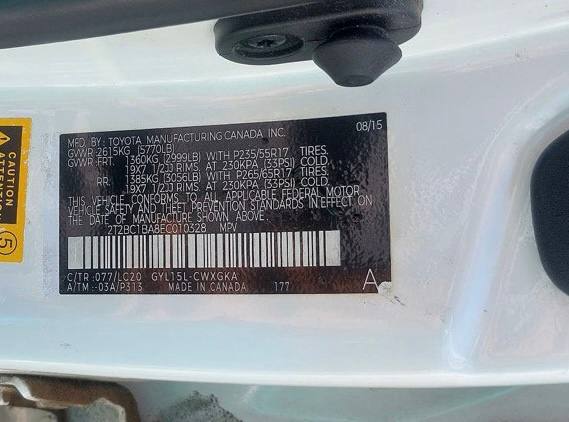 MFD. BY: TOYOTA MANUFACTURING CANADA, INC. 08/15
GVWR 2615KG (5770LB)
GVWR FRT. 1360KG (2999LB) WITH P235/55R17 TIRES.
19X7 1/2JJ RIMS, AT 230KPA (33PSI) COLD.
RR. 1385KG (3056LB) WITH P265/65R17 TIRES.
19X7 1/2JJ RIMS, AT 230KPA (33PSI) COLD.
THIS VEHICLE CONFORMS TO ALL APPLICABLE FEDERAL MOTOR
VEHICLE SAFETY STANDARDS IN EFFECT ON THE DATE OF
MANUFACTURE SHOWN ABOVE.
2T2BC1BA8EC010328 MPV
C/TR: 077/LC20 GYL15L-CWXGKA
A/TM: -03A/P313 MADE IN CANADA 177 A
CAUTION
ATTENTION
5